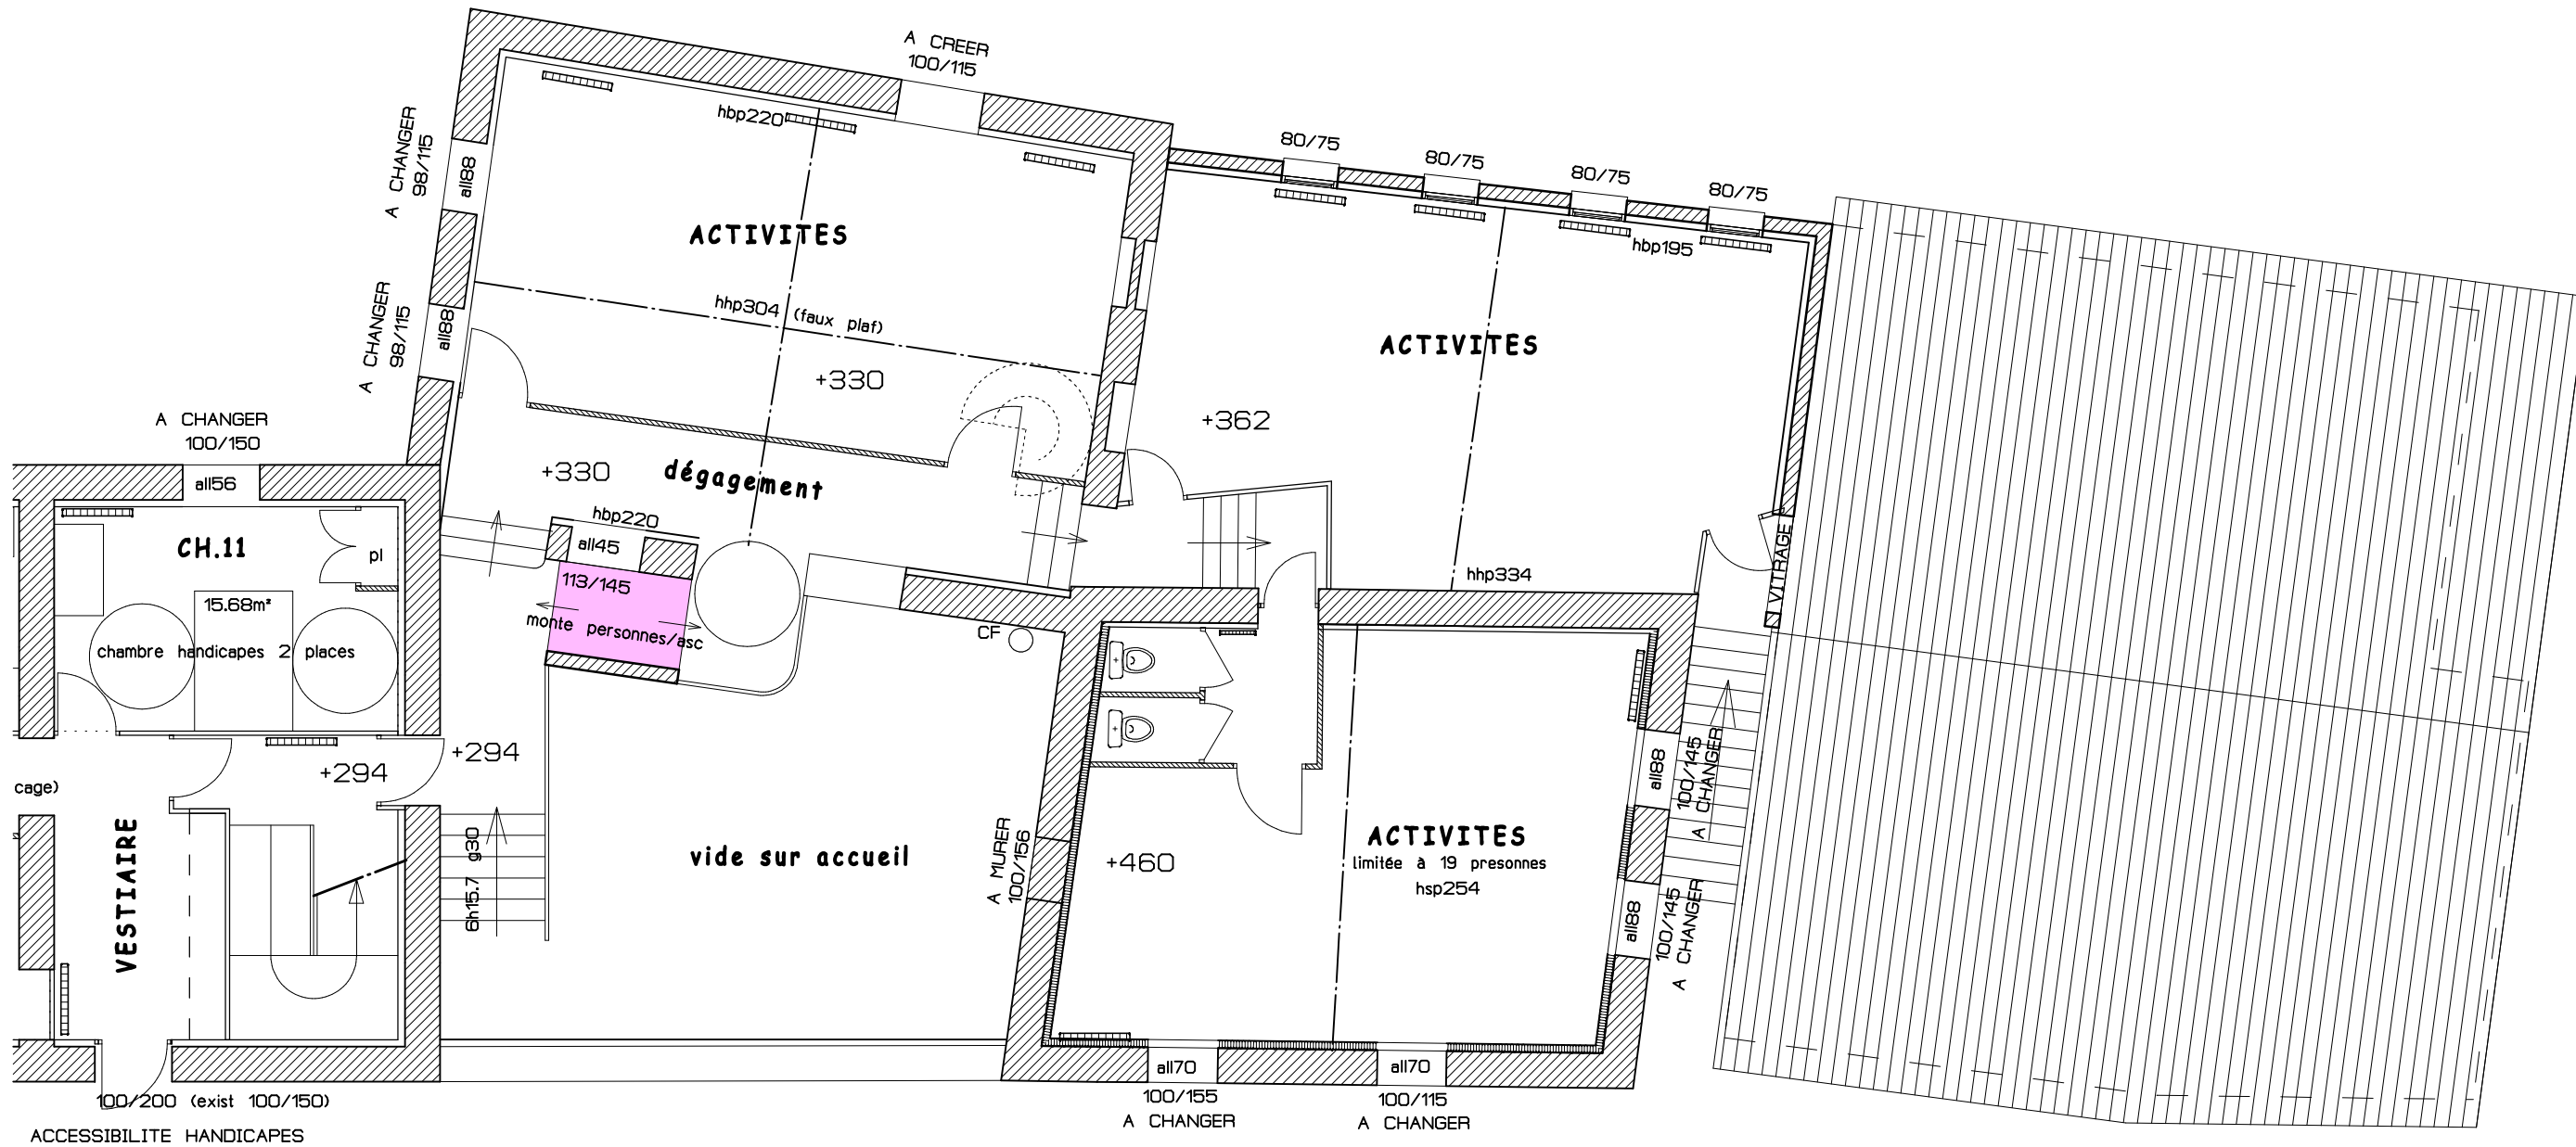 A CREER
100/115
hbp220
A CHANGER
98/115
all88
80/75
80/75
80/75
80/75
hbp195
ACTIVITES
ACTIVITES
hhp304 (faux plaf)
A CHANGER
98/115
all88
+330
+362
A CHANGER
100/150
all56
+330
dégagement
hbp220
all45
CH.11
pl
113/145
monte personnes/asc
15.68m²
chambre handicapes 2 places
CF
hhp334
VITRAGE
+294
+294
cage)
VESTIAIRE
6h15.7 g30
vide sur accueil
A MURER
100/156
+460
ACTIVITES
limitée à 19 presonnes
hsp254
all88
100/145
A CHANGER
all88
100/145
A CHANGER
all70
all70
100/155
A CHANGER
100/115
A CHANGER
100/200 (exist 100/150)
ACCESSIBILITE HANDICAPES